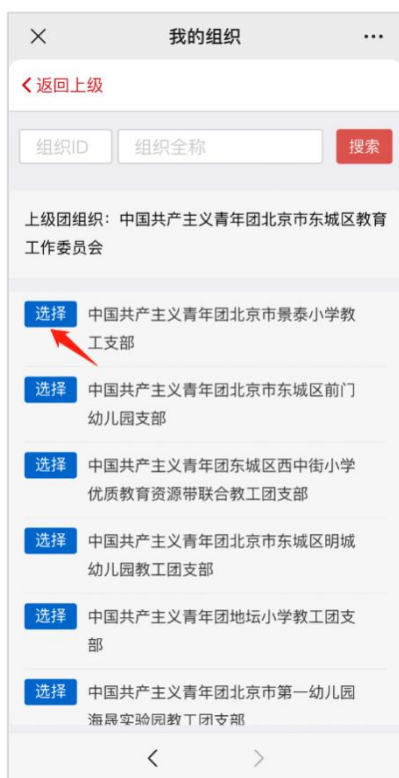 我的组织
返回上级
组织ID 组织全称 搜索
上级团组织：中国共产主义青年团北京市东城区教育
工作委员会
选择 中国共产主义青年团北京市景泰小学教
工支部
选择 中国共产主义青年团北京市东城区前门
幼儿园支部
选择 中国共产主义青年团东城区西中街小学
优质教育资源带联合教工团支部
选择 中国共产主义青年团北京市东城区明城
幼儿园教工团支部
选择 中国共产主义青年团地坛小学教工团支
部
选择 中国共产主义青年团北京市第一幼儿园
海晟实验园教工团支部